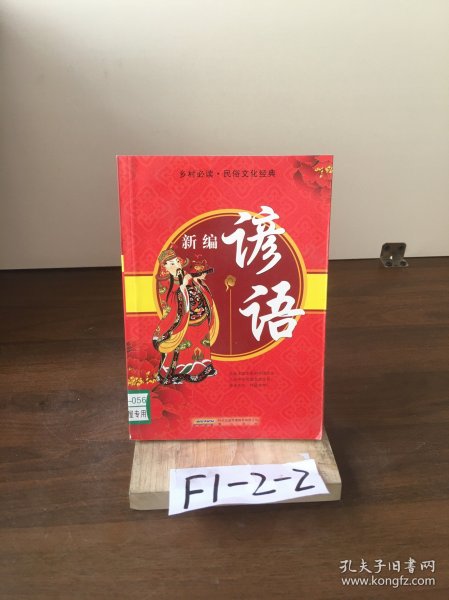 乡村必读·民俗文化经典
新编
谚语
-056
屋专用
F1-2-2
孔夫子旧书网
www.kongfz.com